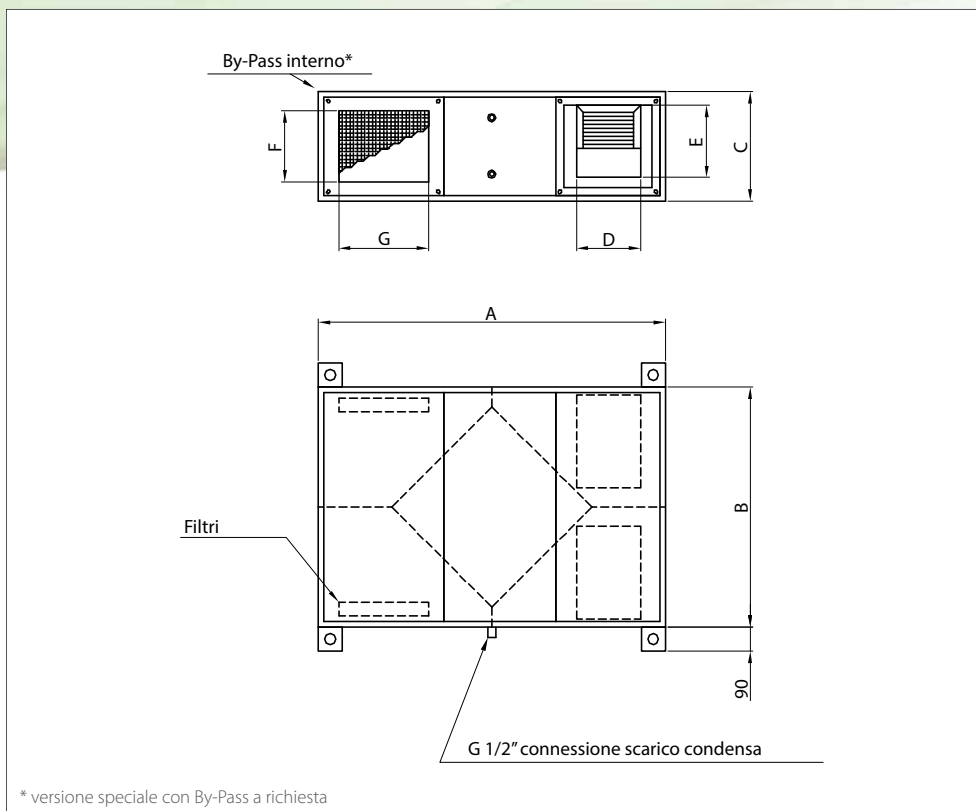 By-Pass interno*
F
E
C
G
D
A
B
Filtri
90
G 1/2” connessione scarico condensa
* versione speciale con By-Pass a richiesta